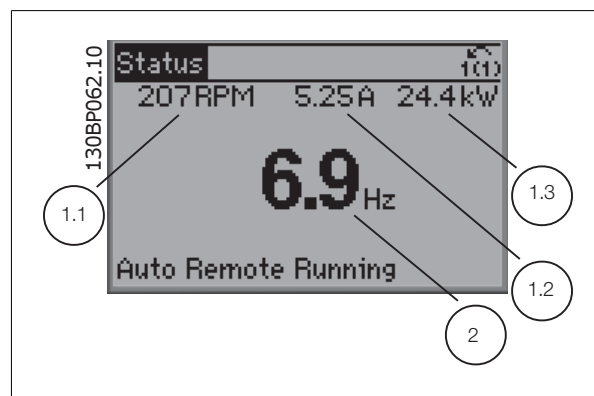 130BP062.10
Status
1(1)
207RPM 5.25A 24.4kW
6.9Hz
Auto Remote Running
1.1
1.3
1.2
2